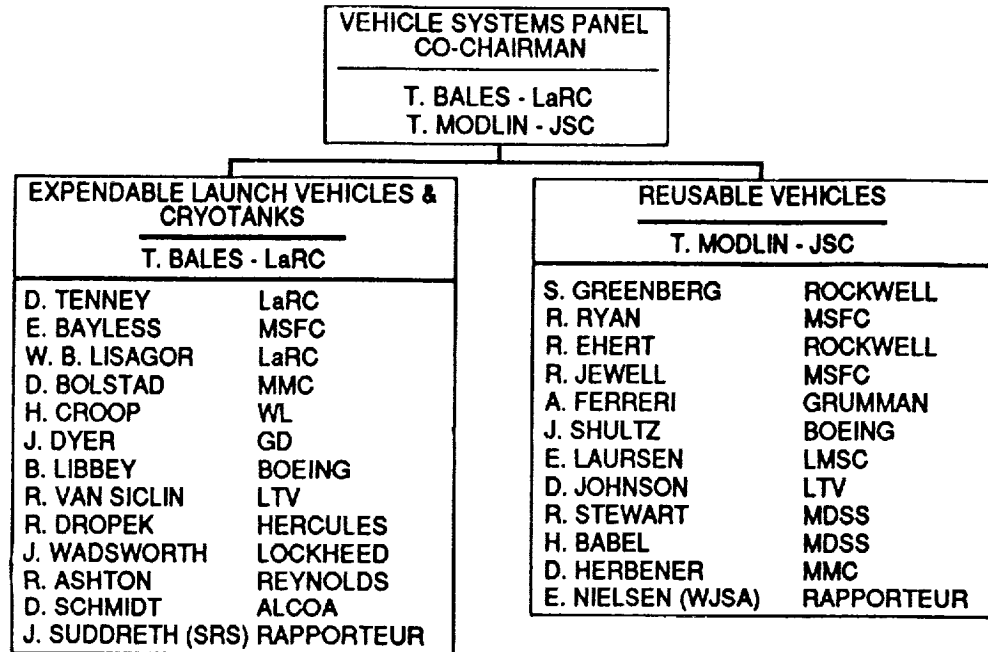 VEHICLE SYSTEMS PANEL
CO-CHAIRMAN
T. BALES - LaRC
T. MODLIN - JSC
EXPENDABLE LAUNCH VEHICLES &
CRYOTANKS
T. BALES - LaRC
D. TENNEY LaRC
E. BAYLESS MSFC
W. B. LISAGOR LaRC
D. BOLSTAD MMC
H. CROOP WL
J. DYER GD
B. LIBBEY BOEING
R. VAN SICLIN LTV
R. DROPEK HERCULES
J. WADSWORTH LOCKHEED
R. ASHTON REYNOLDS
D. SCHMIDT ALCOA
J. SUDDRETH (SRS) RAPPORTEUR
REUSABLE VEHICLES
T. MODLIN - JSC
S. GREENBERG ROCKWELL
R. RYAN MSFC
R. EHERT ROCKWELL
R. JEWELL MSFC
A. FERRERI GRUMMAN
J. SHULTZ BOEING
E. LAURSEN LMSC
D. JOHNSON LTV
R. STEWART MDSS
H. BABEL MDSS
D. HERBENER MMC
E. NIELSEN (WJSA) RAPPORTEUR